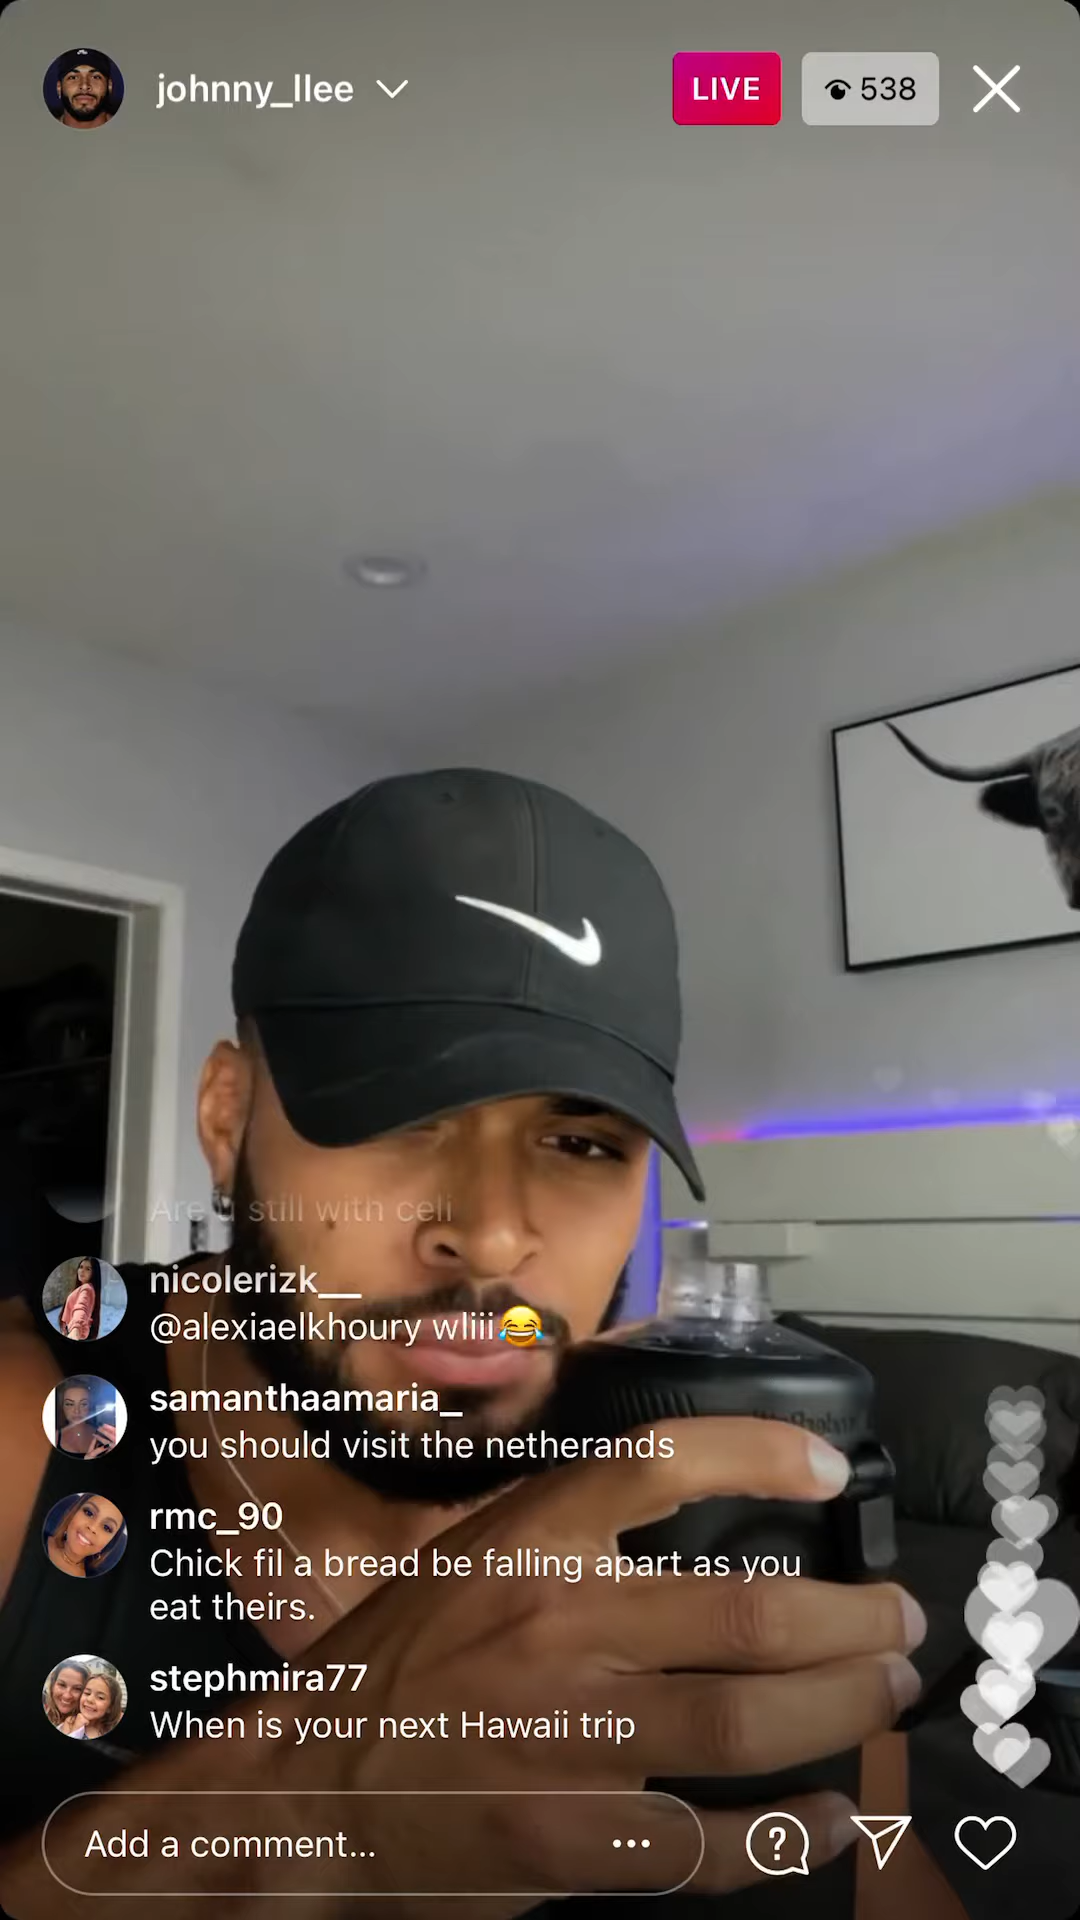 johnny_llee
LIVE
538
Are u still with celi
nicolerizk__
@alexiaelkhoury wliii😂
samanthaamaria_
you should visit the netherands
rmc_90
Chick fil a bread be falling apart as you
eat theirs.
stephmira77
When is your next Hawaii trip
Add a comment...